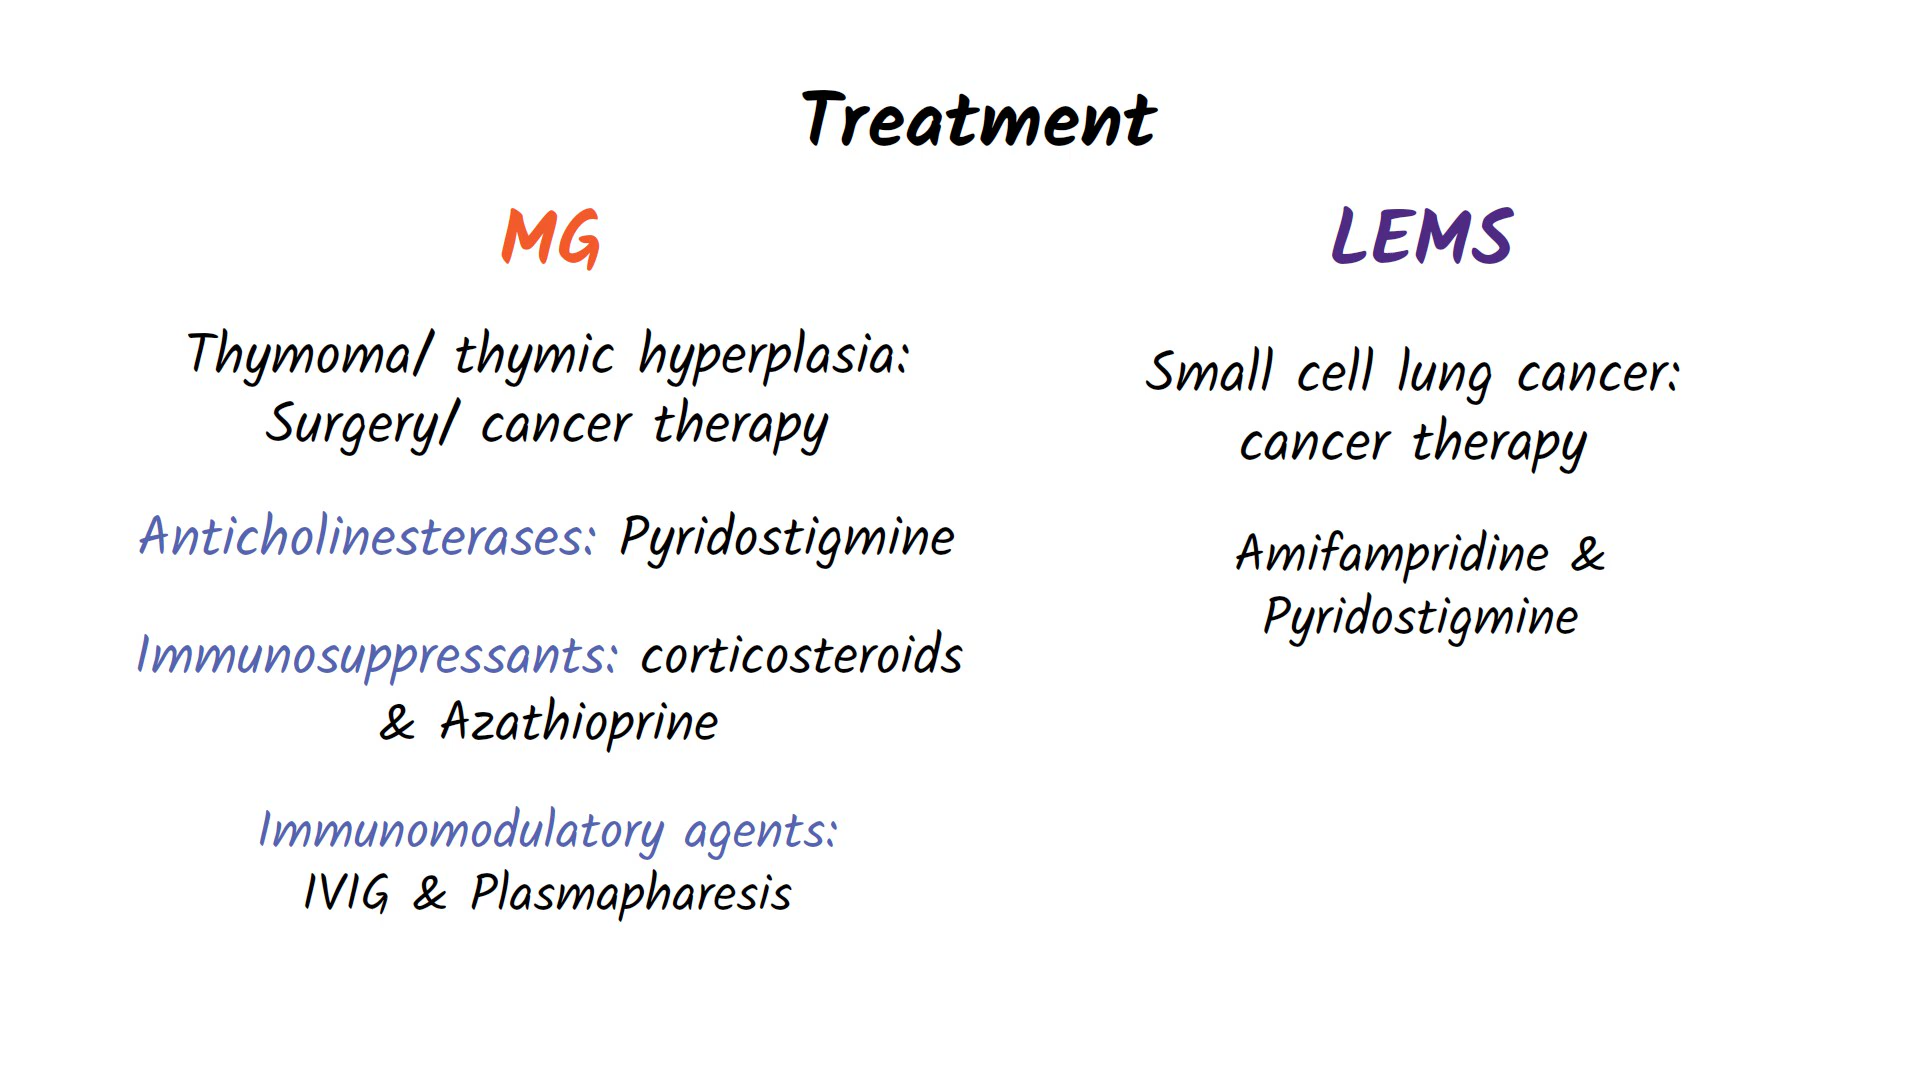 Treatment
MG
Thymoma/ thymic hyperplasia:
Surgery/ cancer therapy
Anticholinesterases: Pyridostigmine
Immunosuppressants: corticosteroids
& Azathioprine
Immunomodulatory agents:
IVIG & Plasmapharesis
LEMS
Small cell lung cancer:
cancer therapy
Amifampridine &
Pyridostigmine